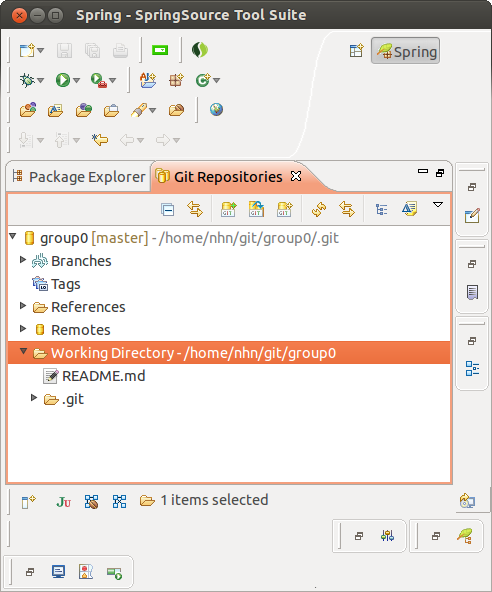 Spring - SpringSource Tool Suite
Spring
Package Explorer
Git Repositories
group0 [master] - /home/nhn/git/group0/.git
Branches
Tags
References
Remotes
Working Directory - /home/nhn/git/group0
README.md
.git
JU
1 items selected